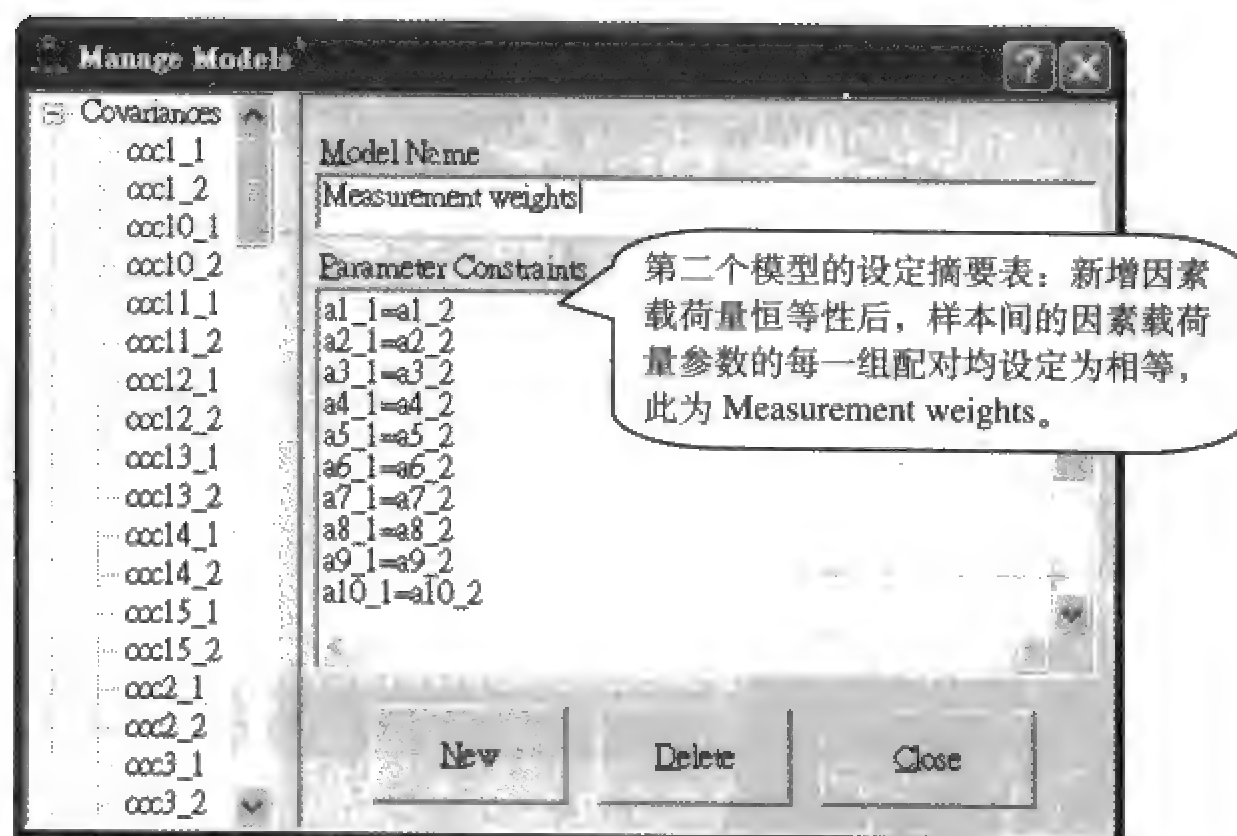 Manage Models
Covariances
ccc1_1
ccc1_2
ccc10_1
ccc10_2
ccc11_1
ccc11_2
ccc12_1
ccc12_2
ccc13_1
ccc13_2
ccc14_1
ccc14_2
ccc15_1
ccc15_2
ccc2_1
ccc2_2
ccc3_1
ccc3_2
Model Name
Measurement weights
Parameter Constraints
a1_1=a1_2
a2_1=a2_2
a3_1=a3_2
a4_1=a4_2
a5_1=a5_2
a6_1=a6_2
a7_1=a7_2
a8_1=a8_2
a9_1=a9_2
a10_1=a10_2
第二个模型的设定摘要表：新增因素
载荷量恒等性后，样本间的因素载荷
量参数的每一组配对均设定为相等，
此为 Measurement weights。
New
Delete
Close